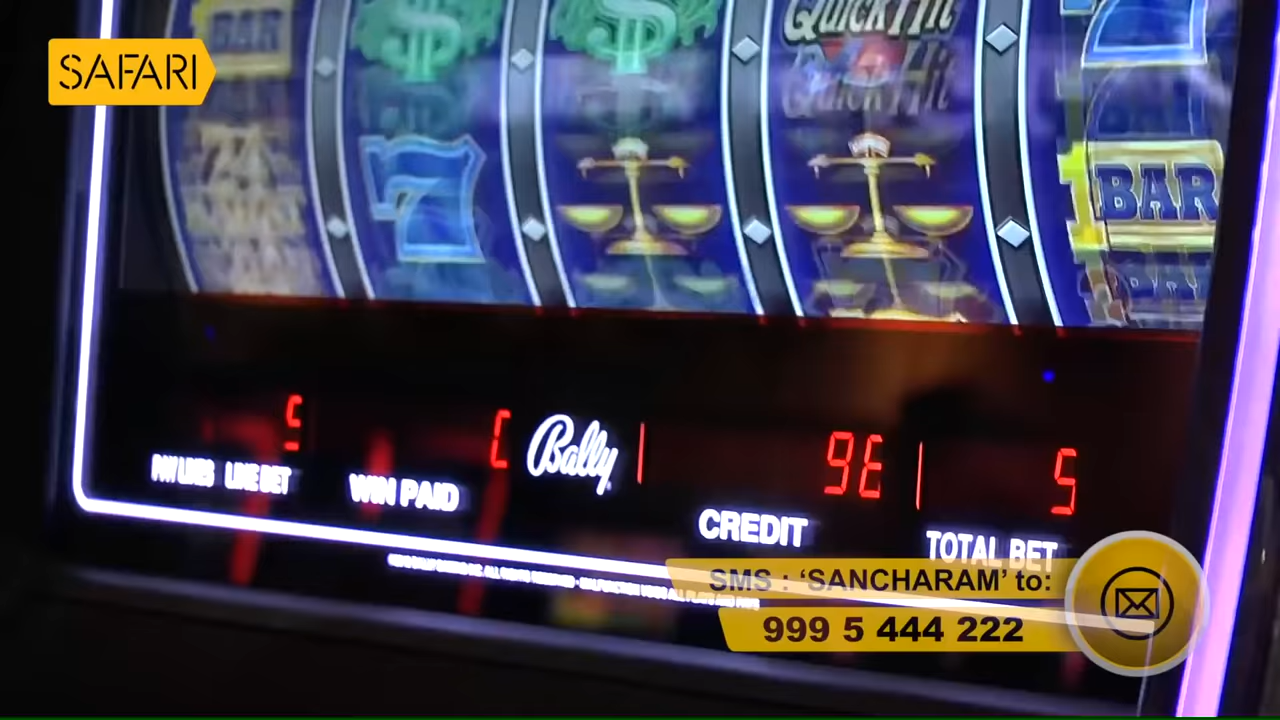 SAFARI
BAR
Quick Hit
Quick Hit
7
BAR
5
Bally
5
PAY LINES LINE BET
WIN PAID
CREDIT
TOTAL BET
SMS : ‘SANCHARAM’ to:
999 5 444 222